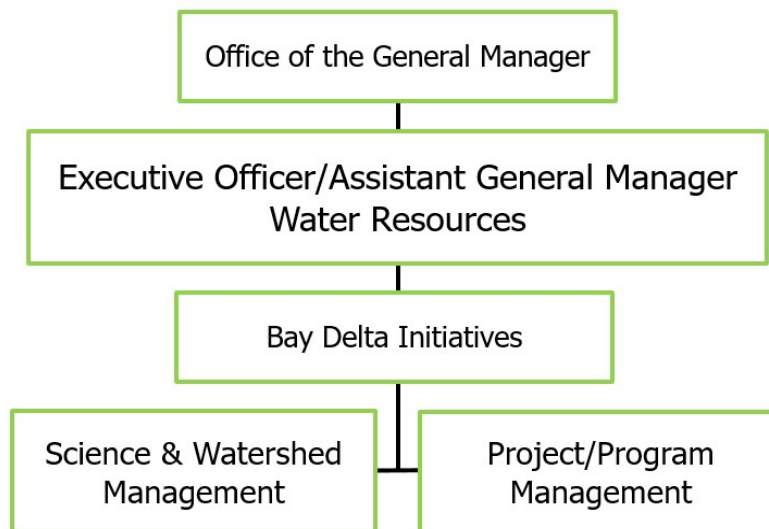 Office of the General Manager
Executive Officer/Assistant General Manager
Water Resources
Bay Delta Initiatives
Science & Watershed
Management
Project/Program
Management